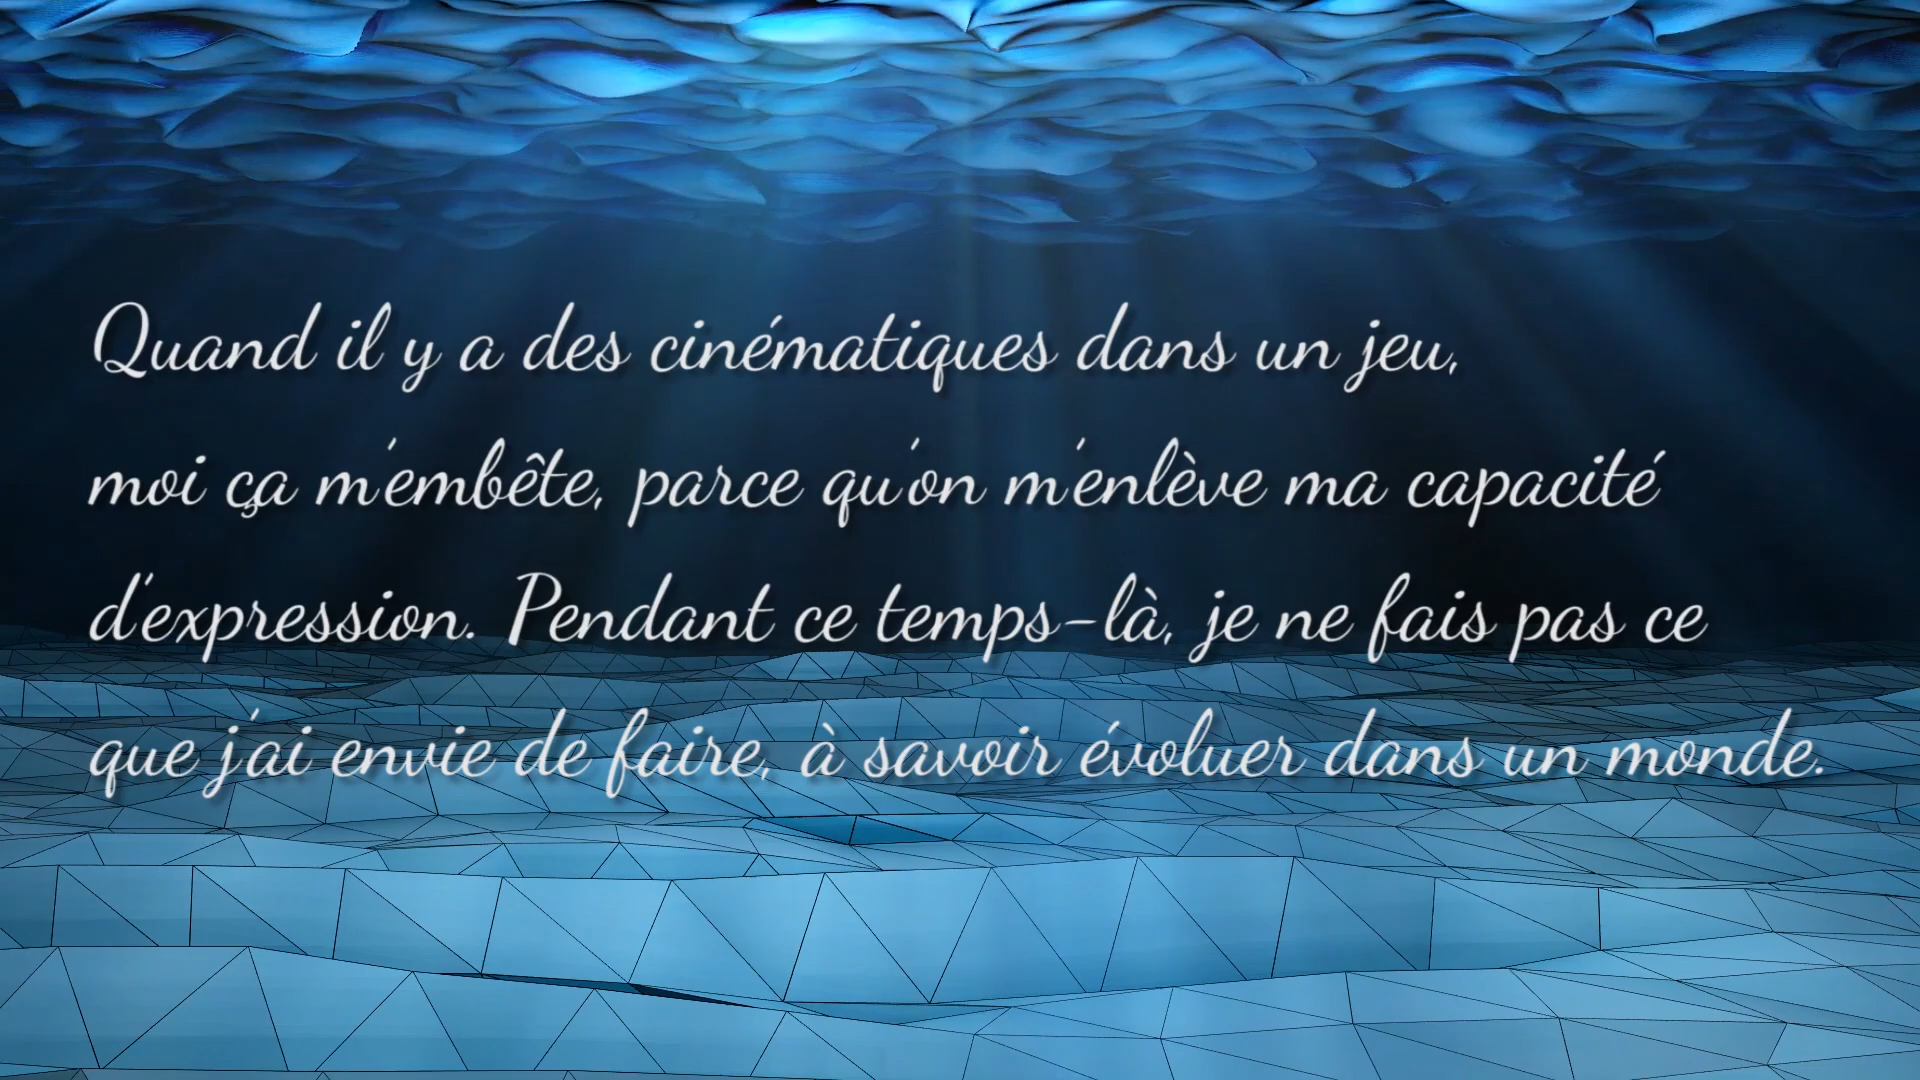 Quand il y a des cinématiques dans un jeu,
moi ça m'embête, parce qu'on m'enlève ma capacité
d'expression. Pendant ce temps-là, je ne fais pas ce
que j'ai envie de faire, à savoir évoluer dans un monde.